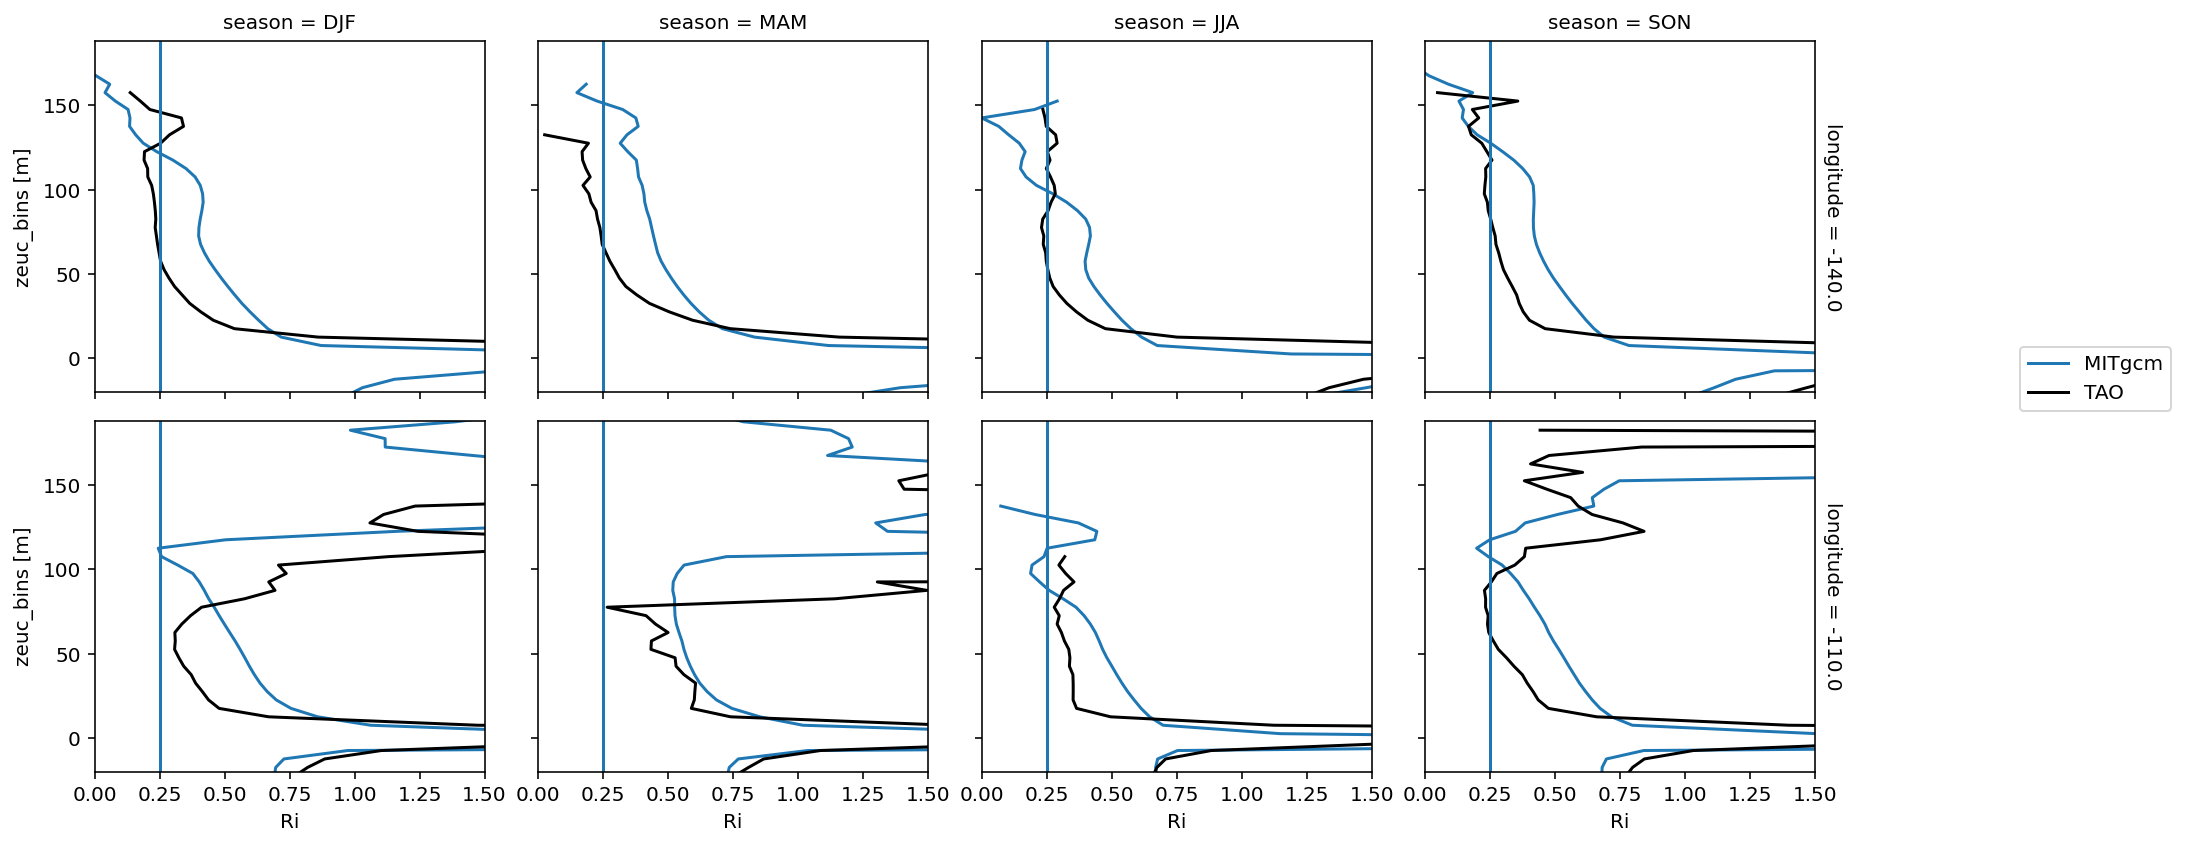 season = DJF
season = MAM
season = JJA
season = SON
zeuc_bins [m]
150
100
50
0
longitude = -140.0
MITgcm
TAO
zeuc_bins [m]
150
100
50
0
longitude = -110.0
0.00 0.25 0.50 0.75 1.00 1.25 1.50
0.00 0.25 0.50 0.75 1.00 1.25 1.50
0.00 0.25 0.50 0.75 1.00 1.25 1.50
0.00 0.25 0.50 0.75 1.00 1.25 1.50
Ri
Ri
Ri
Ri